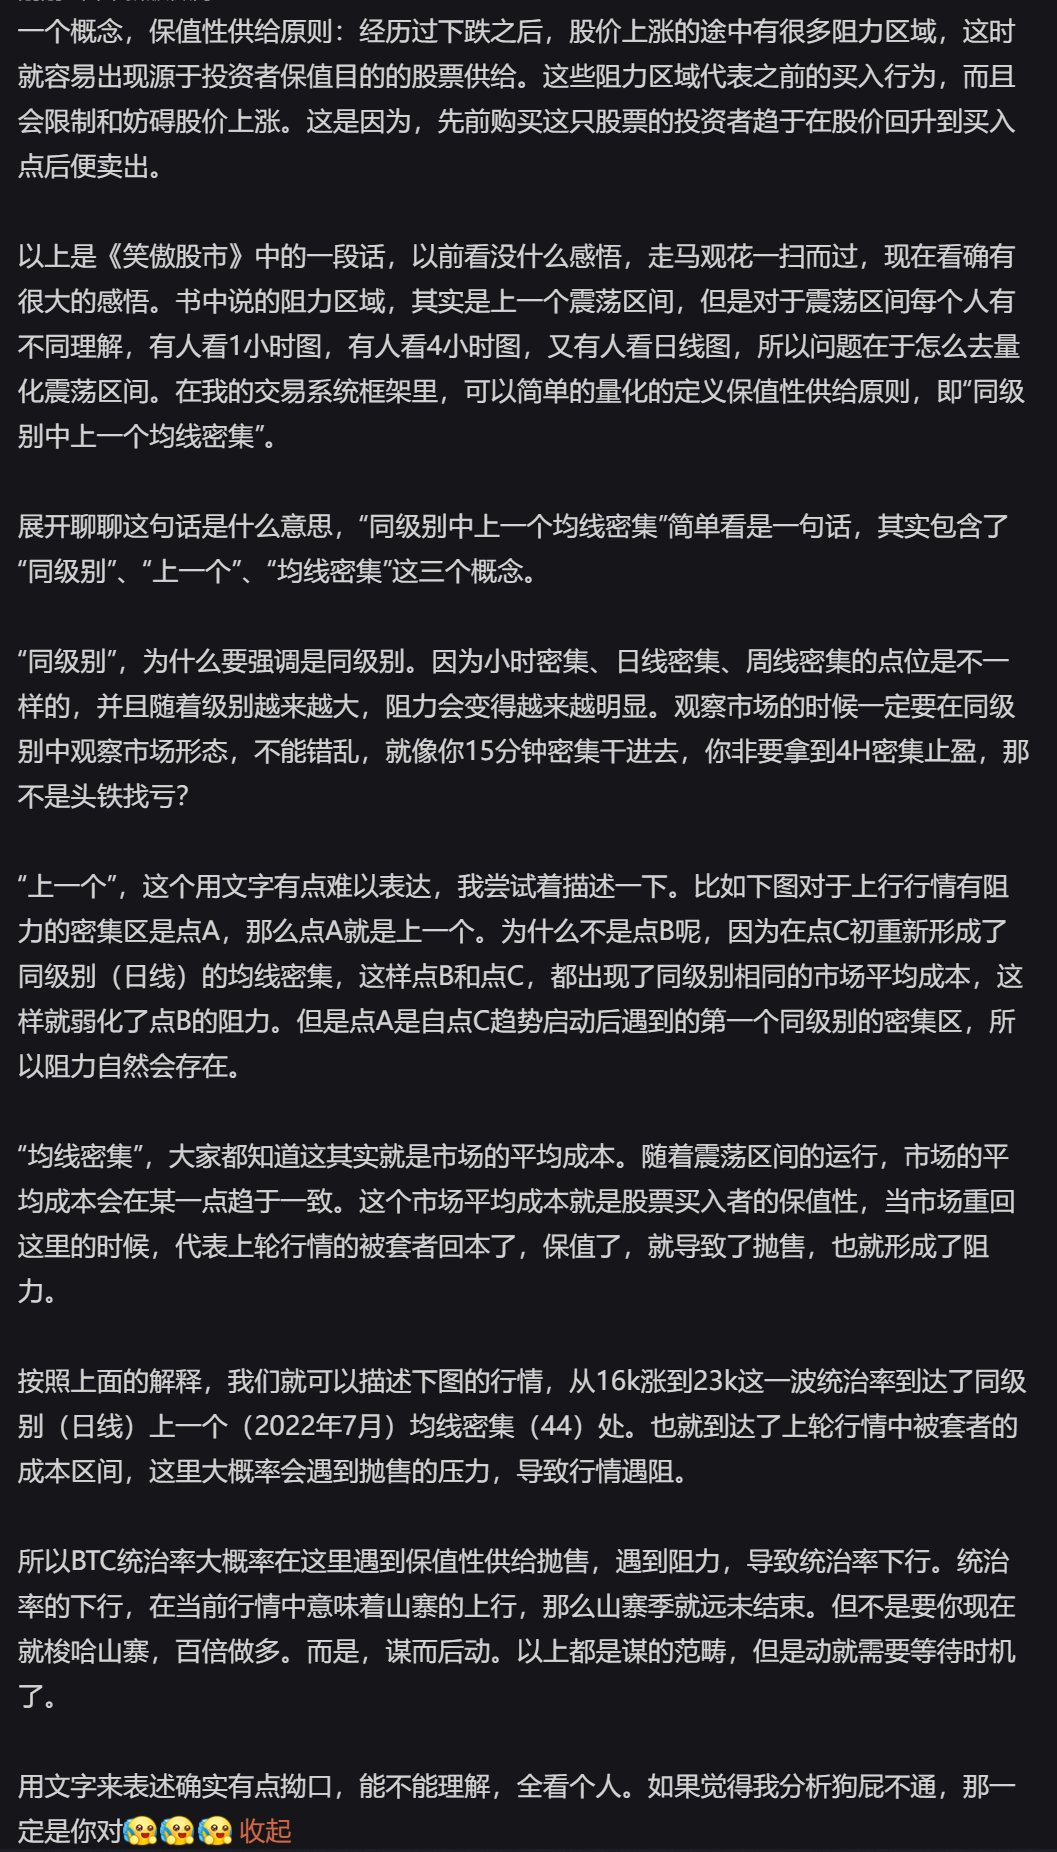 一个概念，保值性供给原则：经历过下跌之后，股价上涨的途中有很多阻力区域，这时
就容易出现源于投资者保值目的的股票供给。这些阻力区域代表之前的买入行为，而且
会限制和妨碍股价上涨。这是因为，先前购买这只股票的投资者趋于在股价回升到买入
点后便卖出。
以上是《笑傲股市》中的一段话，以前看没什么感悟，走马观花一扫而过，现在看确有
很大的感悟。书中说的阻力区域，其实是上一个震荡区间，但是对于震荡区间每个人有
不同理解，有人看1小时图，有人看4小时图，又有人看日线图，所以问题在于怎么去量
化震荡区间。在我的交易系统框架里，可以简单的量化的定义保值性供给原则，即“同级
别中上一个均线密集”。
展开聊聊这句话是什么意思，“同级别中上一个均线密集”简单看是一句话，其实包含了
“同级别”、“上一个”、“均线密集”这三个概念。
“同级别”，为什么要强调是同级别。因为小时密集、日线密集、周线密集的点位是不一
样的，并且随着级别越来越大，阻力会变得越来越明显。观察市场的时候一定要在同级
别中观察市场形态，不能错乱，就像你15分钟密集干进去，你非要拿到4H密集止盈，那
不是头铁找亏？
“上一个”，这个用文字有点难以表达，我尝试着描述一下。比如下图对于上行行情有阻
力的密集区是点A，那么点A就是上一个。为什么不是点B呢，因为在点C初重新形成了
同级别（日线）的均线密集，这样点B和点C，都出现了同级别相同的市场平均成本，这
样就弱化了点B的阻力。但是点A是自点C趋势启动后遇到的第一个同级别的密集区，所
以阻力自然会存在。
“均线密集”，大家都知道这其实就是市场的平均成本。随着震荡区间的运行，市场的平
均成本会在某一点趋于一致。这个市场平均成本就是股票买入者的保值性，当市场重回
这里的时候，代表上轮行情的被套者回本了，保值了，就导致了抛售，也就形成了阻
力。
按照上面的解释，我们就可以描述下图的行情，从16k涨到23k这一波统治率到达了同级
别（日线）上一个（2022年7月）均线密集（44）处。也就到达了上轮行情中被套者的
成本区间，这里大概率会遇到抛售的压力，导致行情遇阻。
所以BTC统治率大概率在这里遇到保值性供给抛售，遇到阻力，导致统治率下行。统治
率的下行，在当前行情中意味着山寨的上行，那么山寨季就远未结束。但不是要你现在
就梭哈山寨，百倍做多。而是，谋而后动。以上都是谋的范畴，但是动就需要等待时机
了。
用文字来表述确实有点拗口，能不能理解，全看个人。如果觉得我分析狗屁不通，那一
定是你对🥳🥳🥳 收起